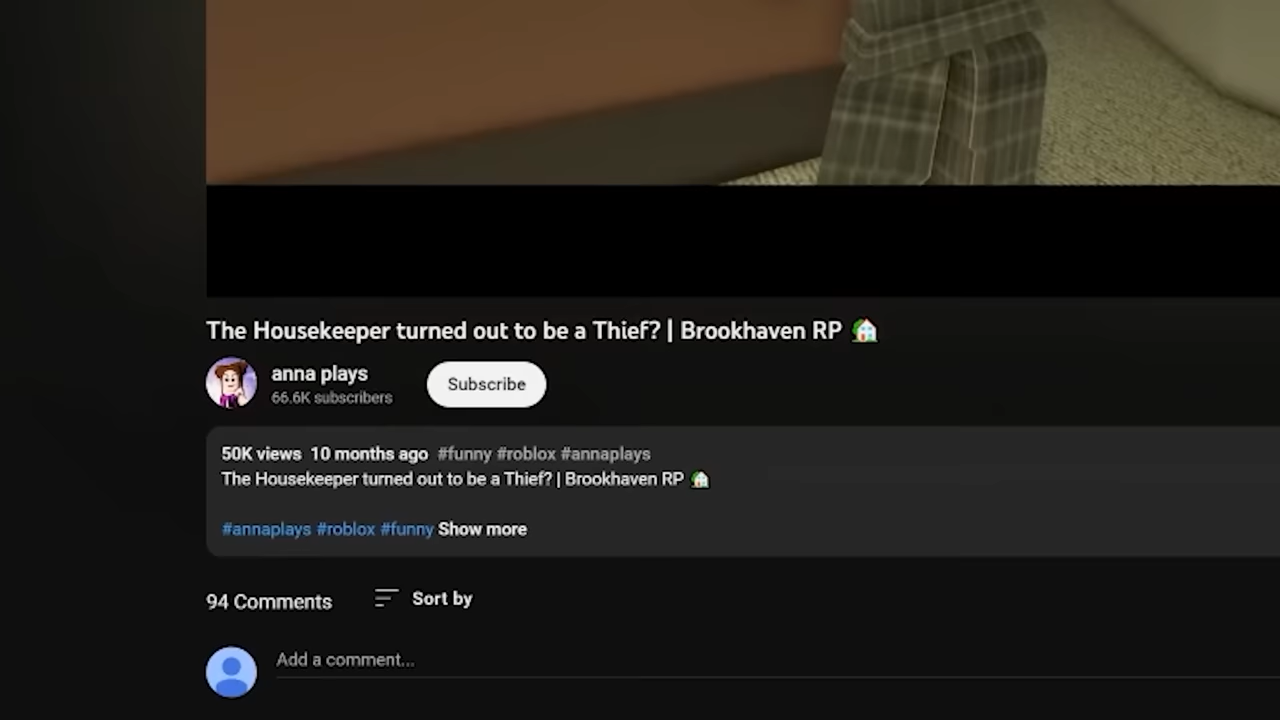 The Housekeeper turned out to be a Thief? | Brookhaven RP 🏡
anna plays
66.6K subscribers
Subscribe
50K views 10 months ago #funny #roblox #annaplays
The Housekeeper turned out to be a Thief? | Brookhaven RP 🏡
#annaplays #roblox #funny Show more
94 Comments
Sort by
Add a comment...